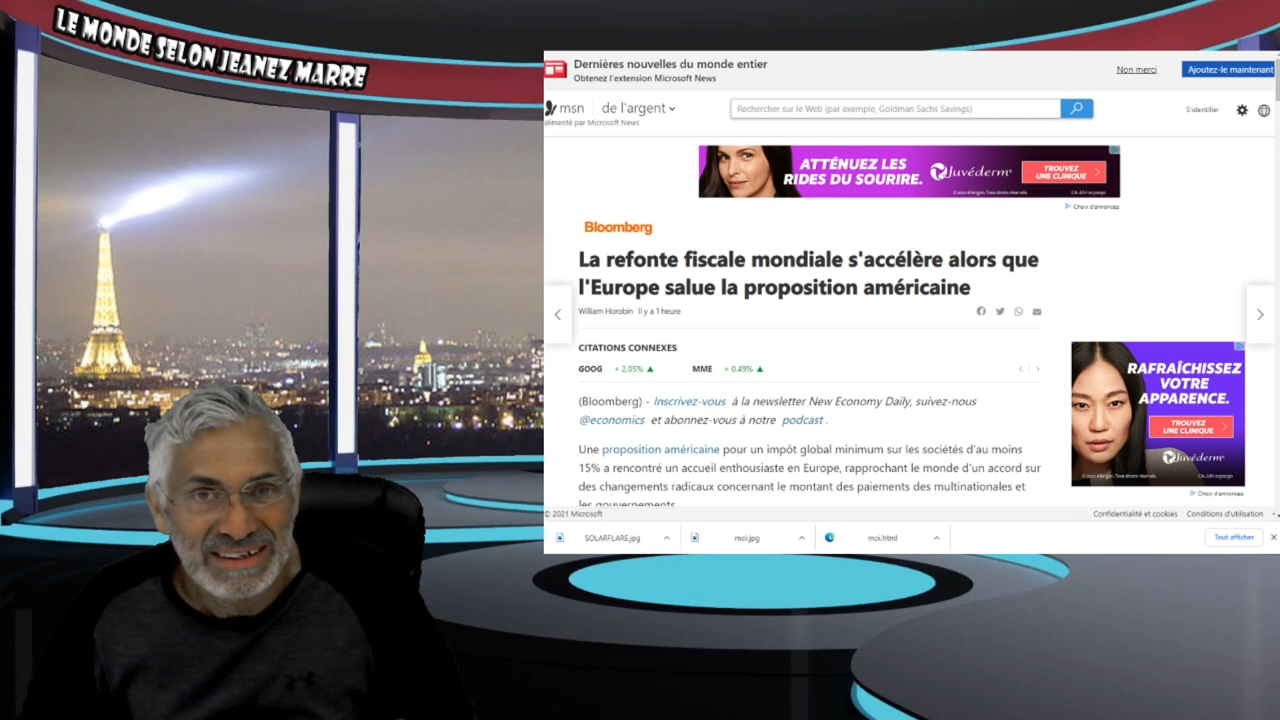 LE MONDE SELON JEANEZ MARRE
Dernières nouvelles du monde entier
Obtenez l'extension Microsoft News
Non merci
Ajoutez-le maintenant
msn
de l'argent
alimenté par Microsoft News
Rechercher sur le Web (par exemple, Goldman Sachs Savings)
S'identifier
ATTÉNUEZ LES
RIDES DU SOURIRE.
Juvéderm®
TROUVEZ
UNE CLINIQUE
© 2021 Allergan. Tous droits réservés.
Choix d'annonces
Bloomberg
La refonte fiscale mondiale s'accélère alors que
l'Europe salue la proposition américaine
William Horobin Il y a 1 heure
CITATIONS CONNEXES
GOOG + 2,05% ▲ MME + 0,49% ▲
(Bloomberg) - Inscrivez-vous à la newsletter New Economy Daily, suivez-nous
@economics et abonnez-vous à notre podcast .
Une proposition américaine pour un impôt global minimum sur les sociétés d'au moins
15% a rencontré un accueil enthousiaste en Europe, rapprochant le monde d'un accord sur
des changements radicaux concernant le montant des paiements des multinationales et
les gouvernements
RAFRAÎCHISSEZ
VOTRE
APPARENCE.
TROUVEZ
UNE CLINIQUE
Juvéderm®
Choix d'annonces
© 2021 Microsoft
Confidentialité et cookies
Conditions d'utilisation
SOLARFLARE.jpg
moi.jpg
moi.html
Tout afficher